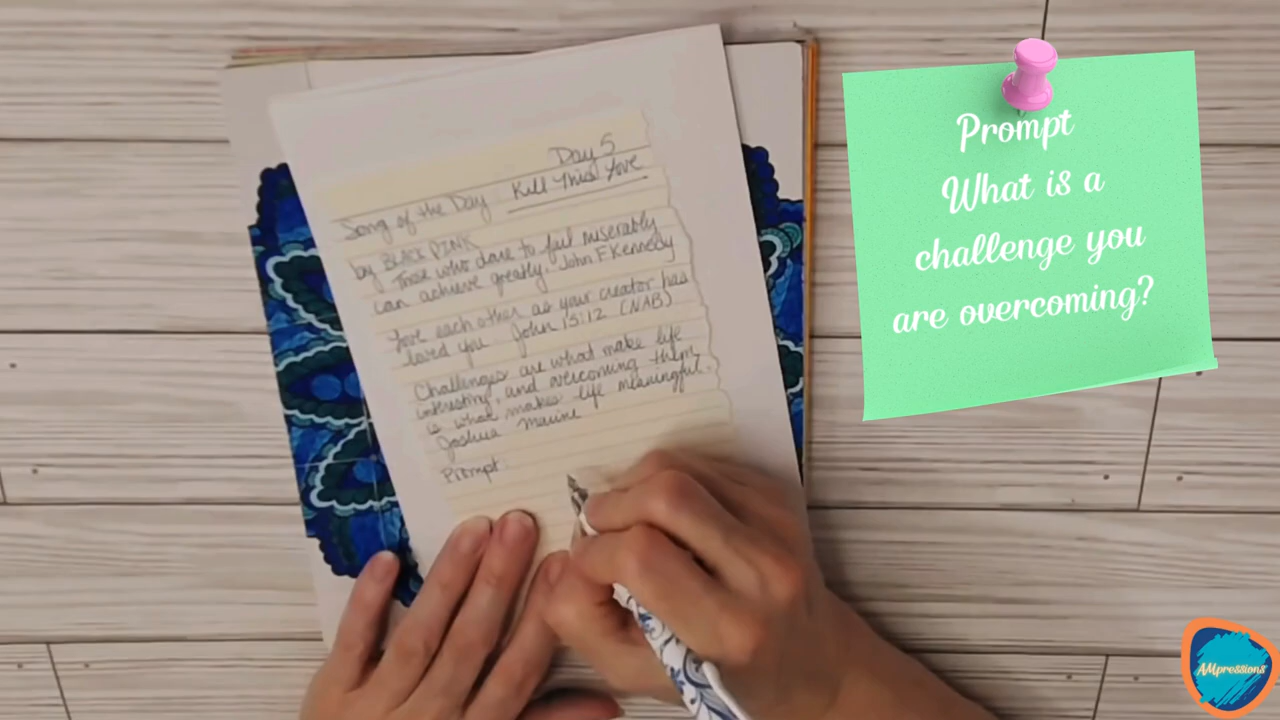 Day 5
Song of the Day Kill This Love
by BLACK PINK
Those who dare to fail miserably
can achieve greatly. John F Kennedy
Love each other as your creator has
loved you. John 15:12 (NAB)
Challenges are what make life
interesting, and overcoming them
is what makes life meaningful.
Joshua Marine
Prompt:
Prompt
What is a
challenge you
are overcoming?
AMpressions